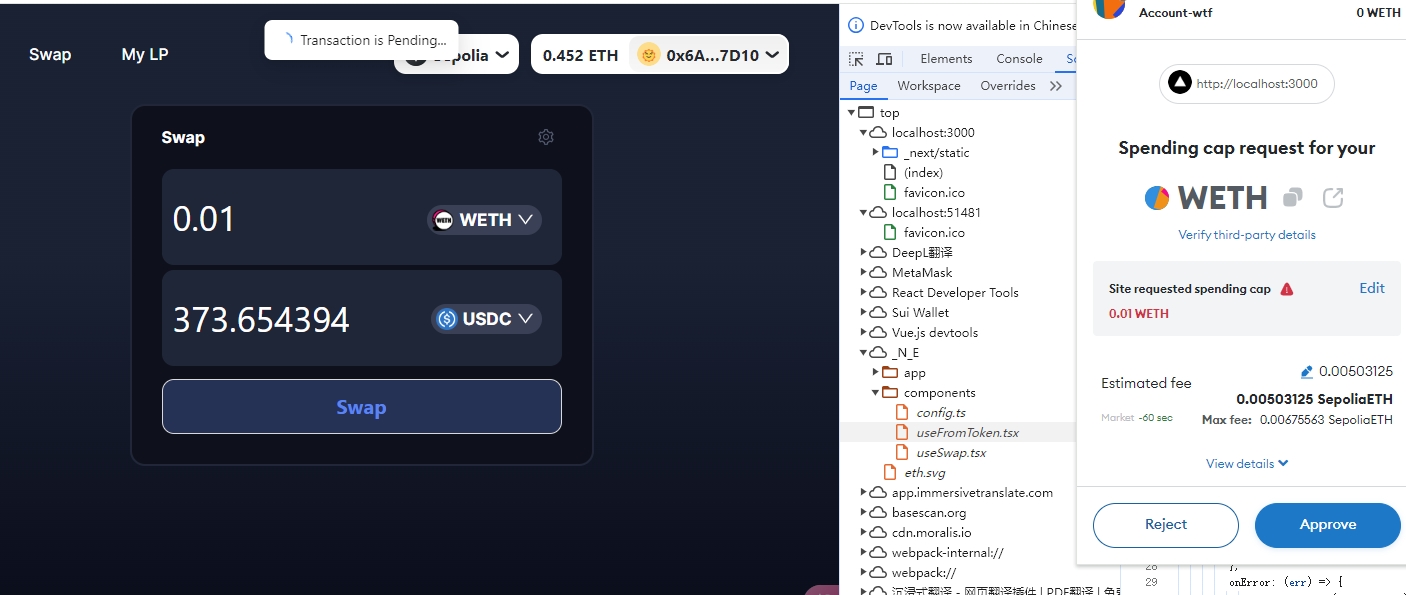 Swap
My LP
Transaction is Pending...
0.452 ETH
0x6A...7D10
Swap
0.01
WETH
WETH
373.654394
USDC
Swap
DevTools is now available in Chinese
Elements
Console
Page
Workspace
Overrides
top
localhost:3000
_next/static
(index)
favicon.ico
localhost:51481
favicon.ico
DeepL翻译
MetaMask
React Developer Tools
Sui Wallet
Vue.js devtools
_N_E
app
components
config.ts
useFromToken.tsx
useSwap.tsx
eth.svg
app.immersivetranslate.com
basescan.org
cdn.moralis.io
webpack-internal://
webpack://
沉浸式翻译 - 网页翻译插件 | PDF翻译 | 免费
Account-wtf
0 WETH
http://localhost:3000
Spending cap request for your
WETH
Verify third-party details
Site requested spending cap
Edit
0.01 WETH
Estimated fee
0.00503125
0.00503125 SepoliaETH
Market ~60 sec
Max fee: 0.00675563 SepoliaETH
View details
Reject
Approve
28 },
29 onError: (err) => {